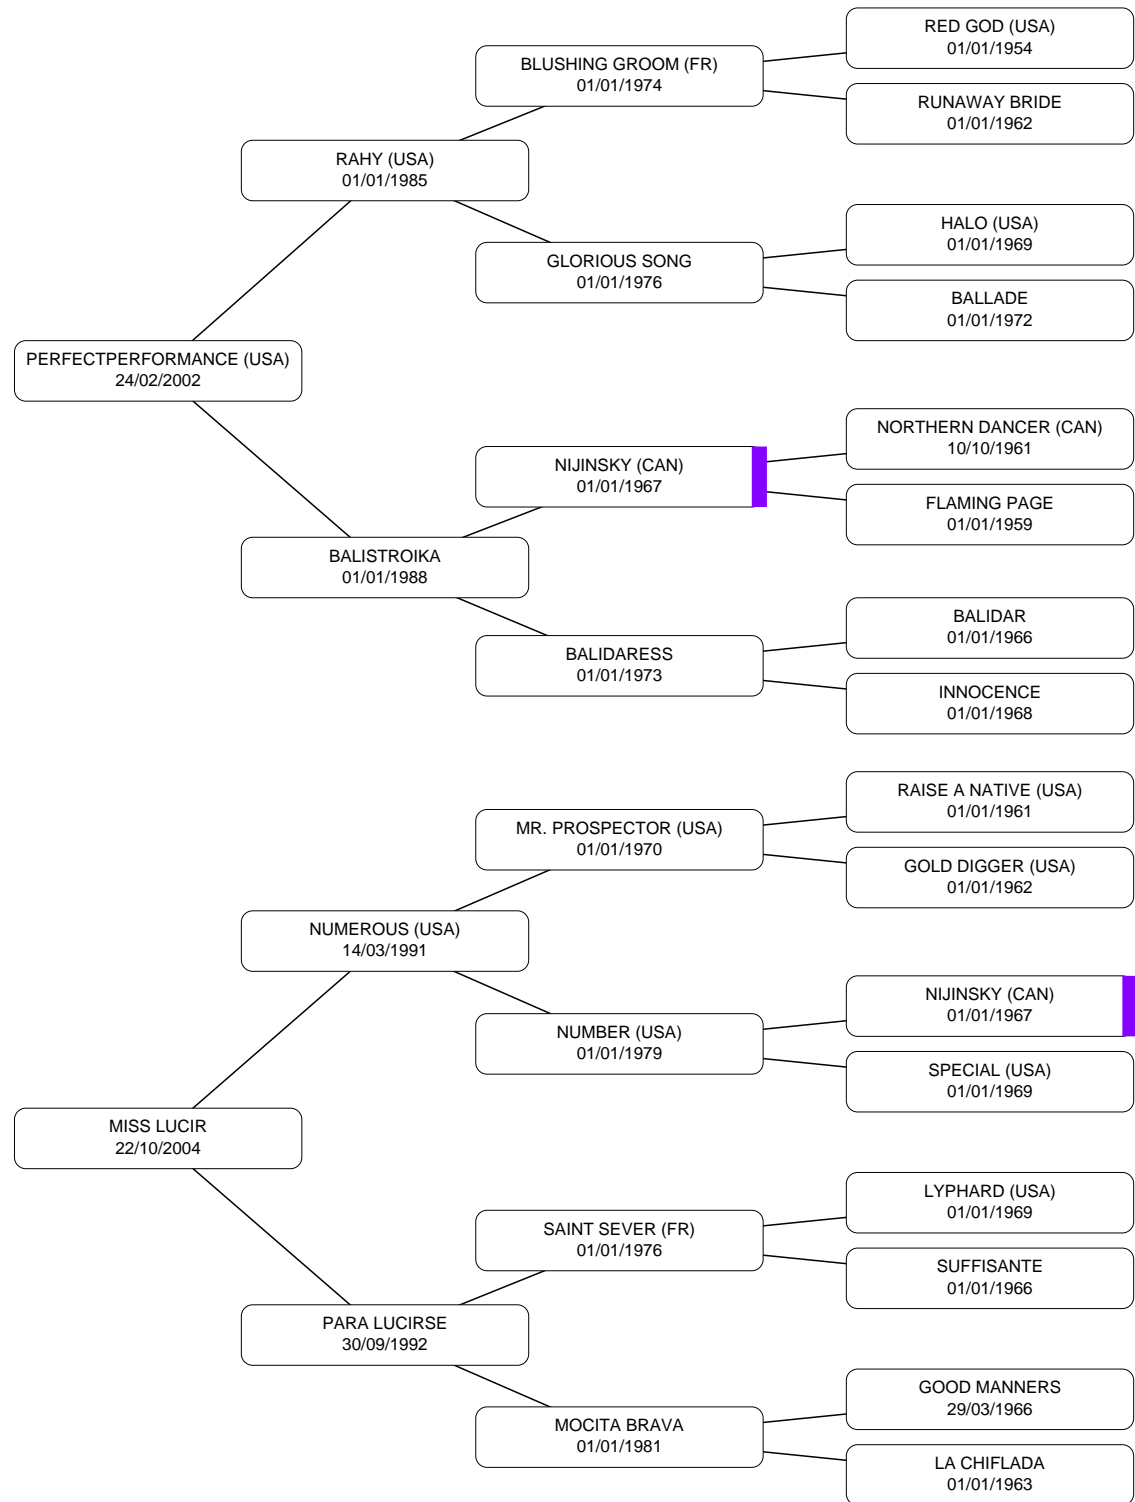 RED GOD (USA)
01/01/1954
BLUSHING GROOM (FR)
01/01/1974
RUNAWAY BRIDE
01/01/1962
RAHY (USA)
01/01/1985
HALO (USA)
01/01/1969
GLORIOUS SONG
01/01/1976
BALLADE
01/01/1972
PERFECTPERFORMANCE (USA)
24/02/2002
NORTHERN DANCER (CAN)
10/10/1961
NIJINSKY (CAN)
01/01/1967
FLAMING PAGE
01/01/1959
BALISTROIKA
01/01/1988
BALIDAR
01/01/1966
BALIDARESS
01/01/1973
INNOCENCE
01/01/1968
RAISE A NATIVE (USA)
01/01/1961
MR. PROSPECTOR (USA)
01/01/1970
GOLD DIGGER (USA)
01/01/1962
NUMEROUS (USA)
14/03/1991
NIJINSKY (CAN)
01/01/1967
NUMBER (USA)
01/01/1979
SPECIAL (USA)
01/01/1969
MISS LUCIR
22/10/2004
LYPHARD (USA)
01/01/1969
SAINT SEVER (FR)
01/01/1976
SUFFISANTE
01/01/1966
PARA LUCIRSE
30/09/1992
GOOD MANNERS
29/03/1966
MOCITA BRAVA
01/01/1981
LA CHIFLADA
01/01/1963